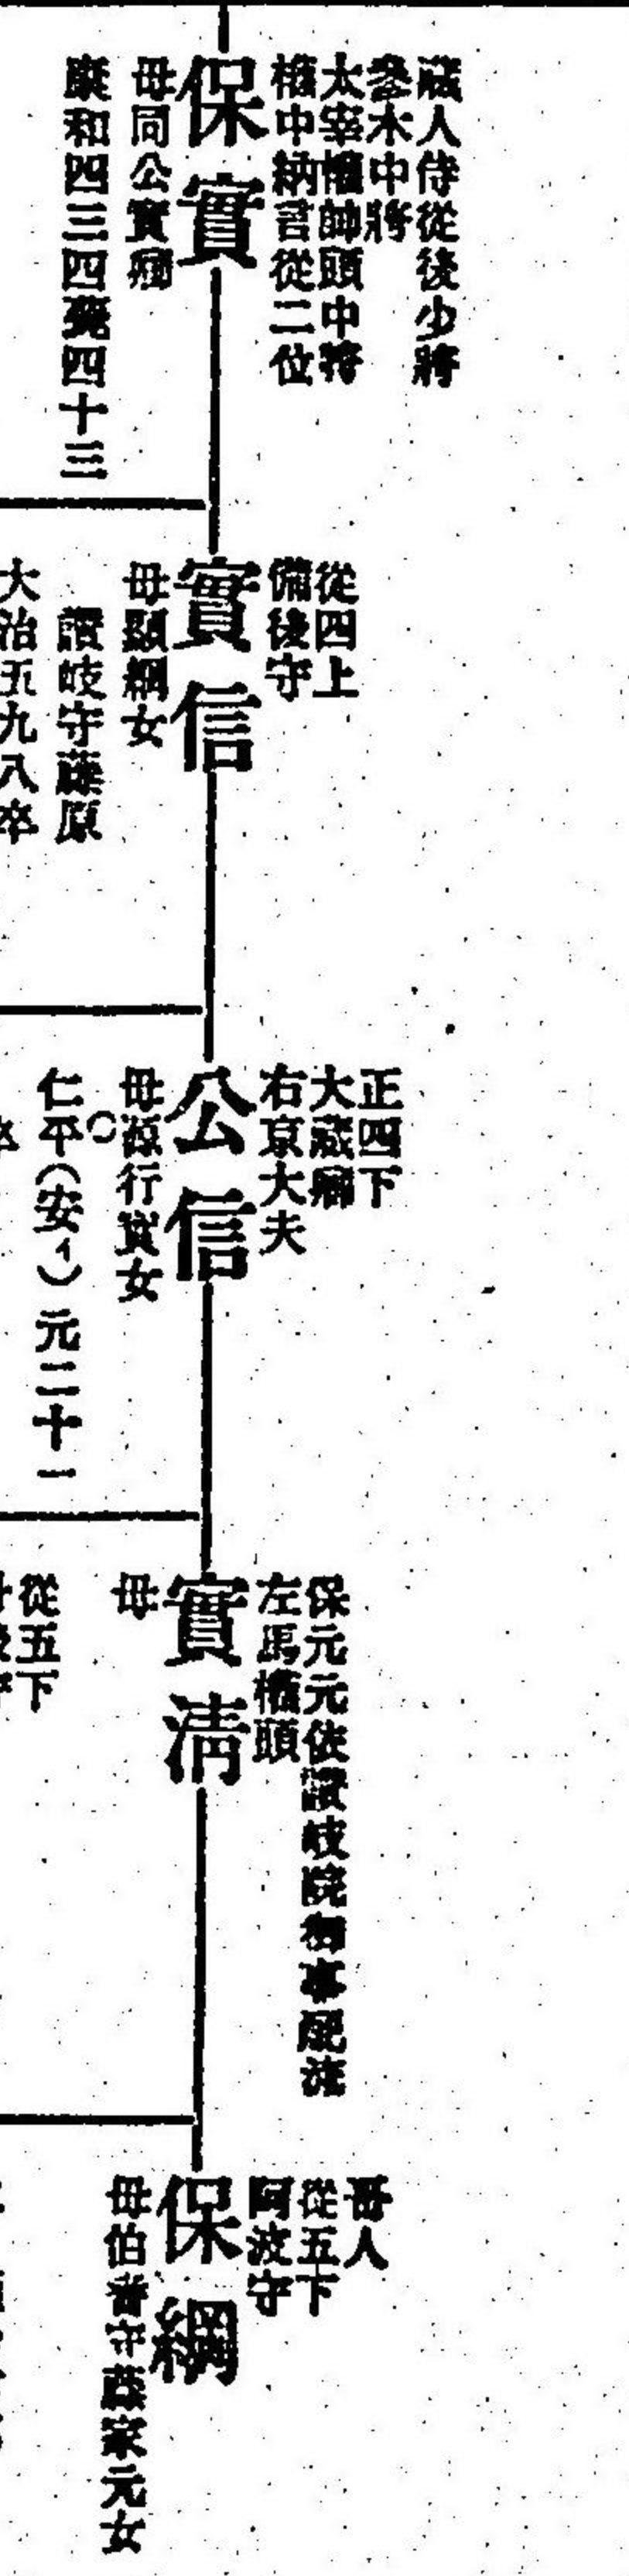 藏人侍從後少將
參木中將
太宰權帥頭中將
權中納言從二位
保實
母同公實卿
康和四三四薨四十三
從四上
備後守
實信
母顯綱女
讃岐守藤原
大治五九八卒
正四下
大藏卿
右京大夫
公信
母源行實女
仁平(安イ)元二十一
卒
保元元依讃岐院御事配流
左馬權頭
實淸
母
從五下
哥人
從五下
阿波守
保綱
母伯耆守藤家元女